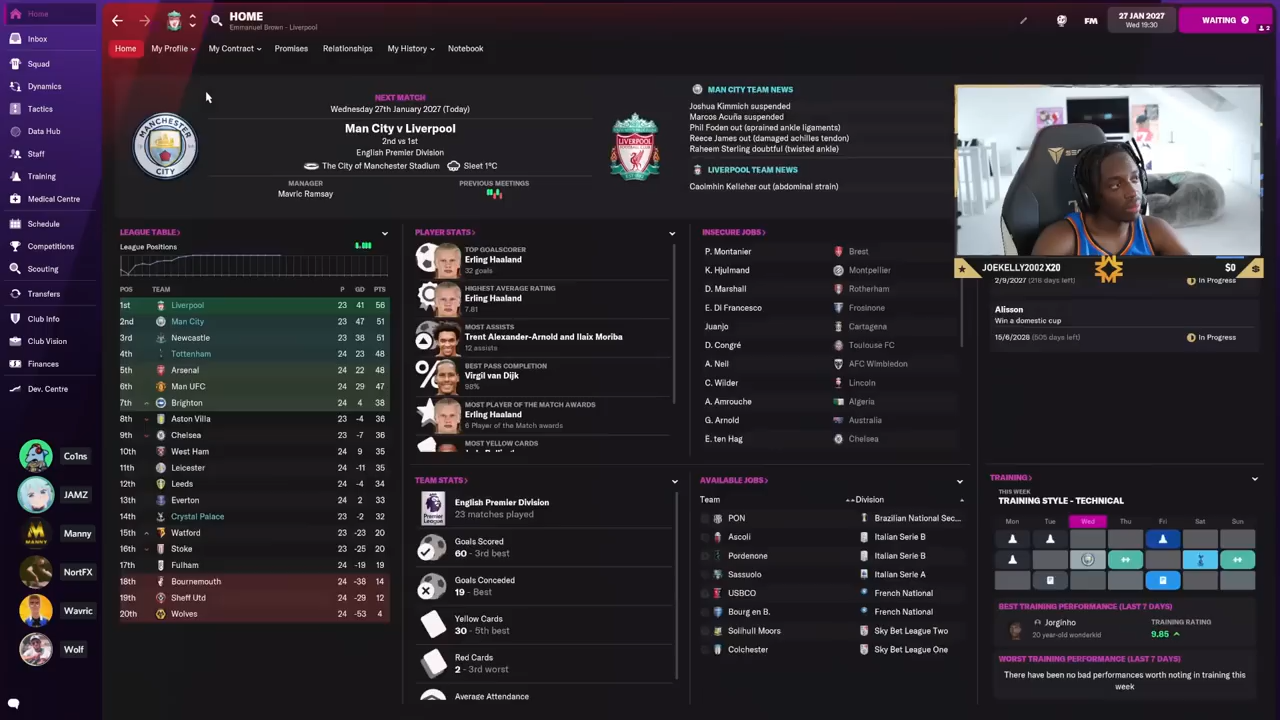 Home
Inbox
Squad
Dynamics
Tactics
Data Hub
Staff
Training
Medical Centre
Schedule
Competitions
Scouting
Transfers
Club Info
Club Vision
Finances
Dev. Centre
Co1ns
JAMZ
Manny
NortFX
Wavric
Wolf
HOME
Emmanuel Brown - Liverpool
FM
27 JAN 2027
Wed 19:30
WAITING
2
Home
My Profile
My Contract
Promises
Relationships
My History
Notebook
NEXT MATCH
Wednesday 27th January 2027 (Today)
Man City v Liverpool
2nd vs 1st
English Premier Division
The City of Manchester Stadium
Sleet 1°C
MANAGER
Mavric Ramsay
PREVIOUS MEETINGS
MAN CITY TEAM NEWS
Joshua Kimmich suspended
Marcos Acuña suspended
Phil Foden out (sprained ankle ligaments)
Reece James out (damaged achilles tendon)
Raheem Sterling doubtful (twisted ankle)
LIVERPOOL TEAM NEWS
Caoimhin Kelleher out (abdominal strain)
JOEKELLY2002 X20
$0
LEAGUE TABLE
League Positions
POS TEAM P GD PTS
1st Liverpool 23 41 56
2nd Man City 23 47 51
3rd Newcastle 23 38 51
4th Tottenham 24 23 48
5th Arsenal 24 22 48
6th Man UFC 24 29 47
7th Brighton 24 4 38
8th Aston Villa 23 -4 36
9th Chelsea 23 -7 36
10th West Ham 24 9 35
11th Leicester 24 -11 35
12th Leeds 24 -4 34
13th Everton 24 2 33
14th Crystal Palace 23 -2 32
15th Watford 23 -23 20
16th Stoke 23 -25 20
17th Fulham 24 -19 19
18th Bournemouth 24 -38 14
19th Sheff Utd 24 -29 12
20th Wolves 24 -53 4
PLAYER STATS
TOP GOALSCORER
Erling Haaland
32 goals
HIGHEST AVERAGE RATING
Erling Haaland
7.81
MOST ASSISTS
Trent Alexander-Arnold and Ilaix Moriba
12 assists
BEST PASS COMPLETION
Virgil van Dijk
98%
MOST PLAYER OF THE MATCH AWARDS
Erling Haaland
6 Player of the Match awards
MOST YELLOW CARDS
TEAM STATS
English Premier Division
23 matches played
Goals Scored
60 - 3rd best
Goals Conceded
19 - Best
Yellow Cards
30 - 5th best
Red Cards
2 - 3rd worst
Average Attendance
INSECURE JOBS
P. Montanier Brest
K. Hjulmand Montpellier
D. Marshall Rotherham
E. Di Francesco Frosinone
Juanjo Cartagena
D. Congré Toulouse FC
A. Neil AFC Wimbledon
C. Wilder Lincoln
A. Amrouche Algeria
G. Arnold Australia
E. ten Hag Chelsea
AVAILABLE JOBS
Team Division
PON Brazilian National Sec...
Ascoli Italian Serie B
Pordenone Italian Serie B
Sassuolo Italian Serie A
USBCO French National
Bourg en B. French National
Solihull Moors Sky Bet League Two
Colchester Sky Bet League One
2/9/2027 (218 days left) In Progress
Alisson
Win a domestic cup
15/6/2028 (505 days left) In Progress
TRAINING
THIS WEEK
TRAINING STYLE - TECHNICAL
Mon Tue Wed Thu Fri Sat Sun
BEST TRAINING PERFORMANCE (LAST 7 DAYS)
Jorginho
20 year-old wonderkid
TRAINING RATING
9.85
WORST TRAINING PERFORMANCE (LAST 7 DAYS)
There have been no bad performances worth noting in training this
week